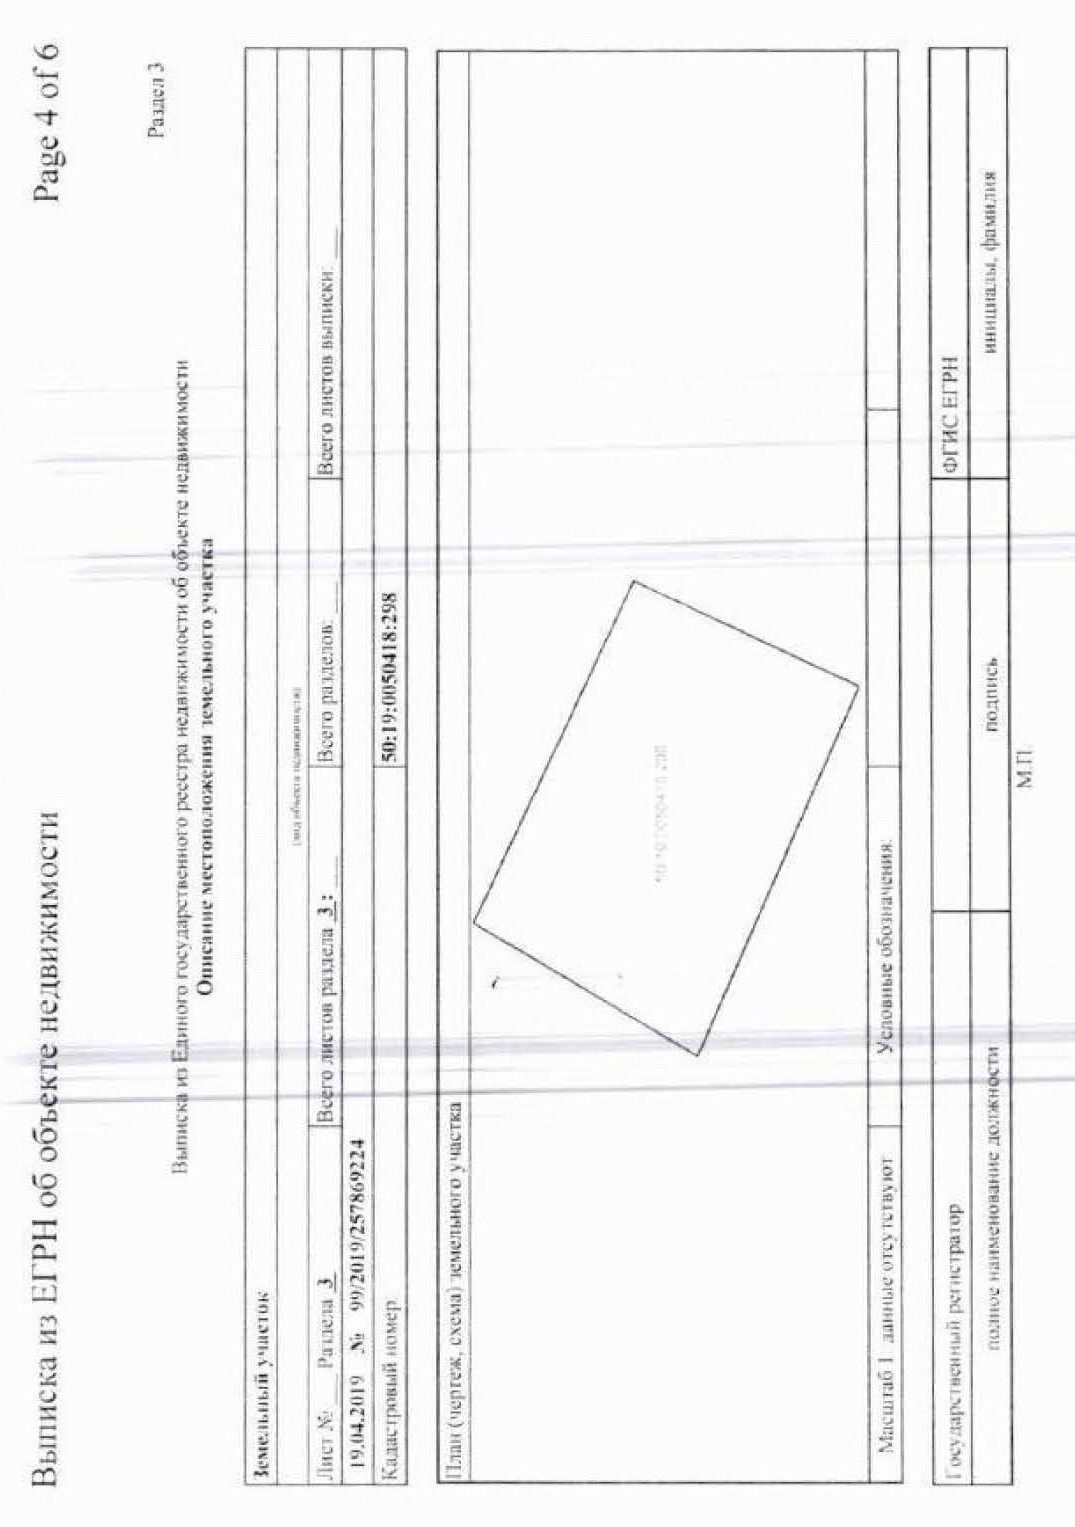 Выписка из ЕГРН об объекте недвижимости Page 4 of 6
Раздел 3
Выписка из Единого государственного реестра недвижимости об объекте недвижимости
Описание местоположения земельного участка
Земельный участок
(вид объекта недвижимости)
Лист № ___ Раздела 3 Всего листов раздела 3 : ___ Всего разделов: ___ Всего листов выписки: ___
19.04.2019 № 99/2019/257869224
Кадастровый номер 50:19:0050418:298
План (чертеж, схема) земельного участка
Масштаб 1: данные отсутствуют Условные обозначения:
Государственный регистратор ФГИС ЕГРН
полное наименование должности подпись инициалы, фамилия
М.П.